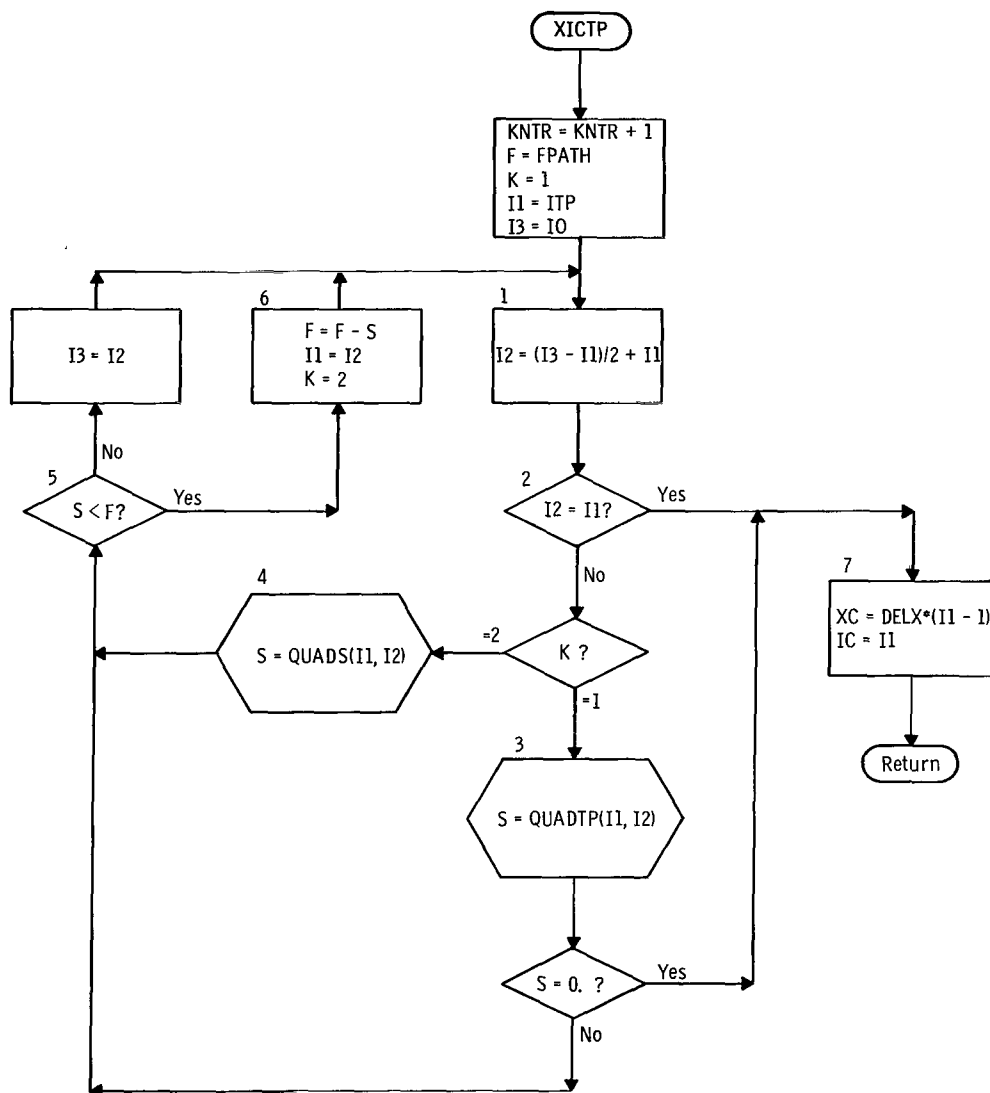 XICTP
KNTR = KNTR + 1
F = FPATH
K = 1
I1 = ITP
I3 = IO
I3 = I2
6
F = F - S
I1 = I2
K = 2
1
I2 = (I3 - I1)/2 + I1
No
5
S < F?
Yes
2
I2 = I1?
Yes
No
7
XC = DELX*(I1 - 1)
IC = I1
4
S = QUADS(I1, I2)
=2
K ?
=1
Return
3
S = QUADTP(I1, I2)
S = 0. ?
Yes
No